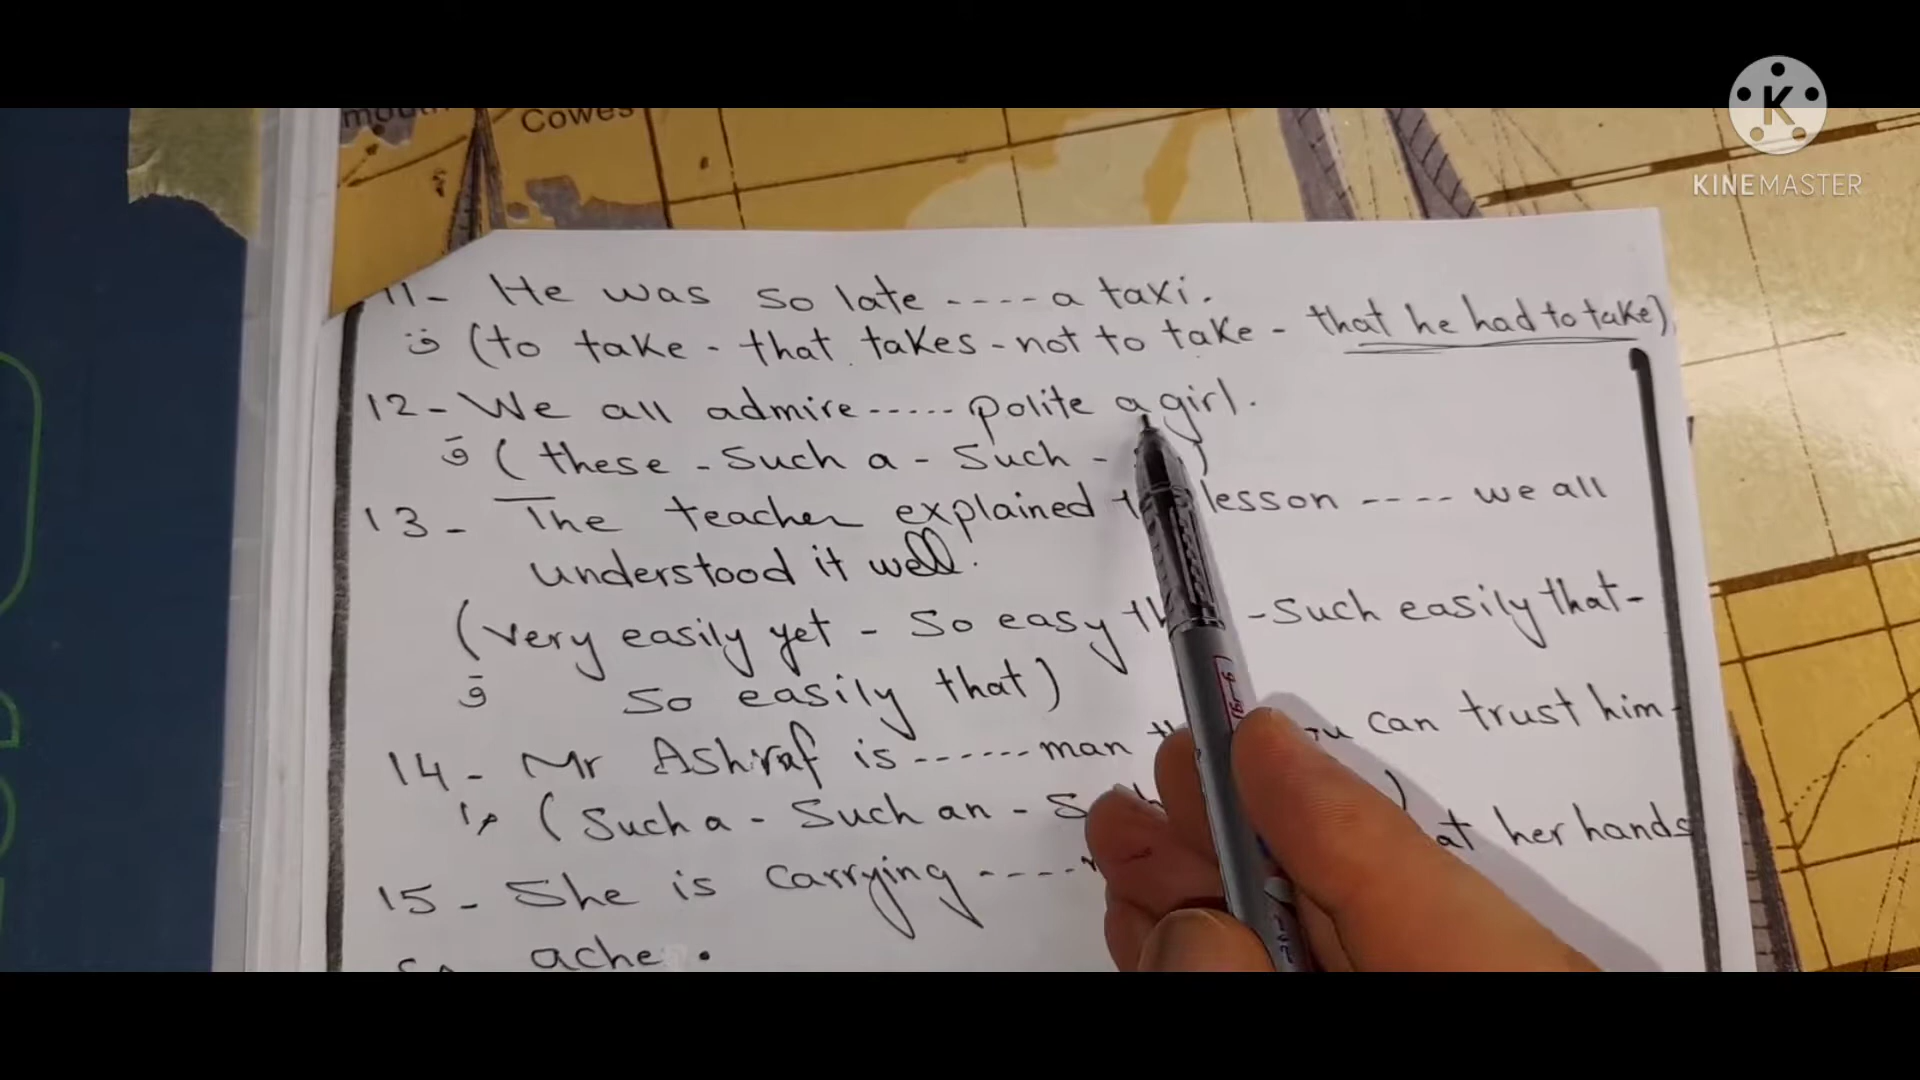 Cowes
KINEMASTER
11- He was so late ---- a taxi.
(to take - that takes - not to take - that he had to take)
12- We all admire ----- polite a girl.
(these - Such a - Such -
13- The teacher explained lesson ---- we all
understood it well.
(very easily yet - So easy - Such easily that -
So easily that)
14- Mr Ashraf is ------ man can trust him.
(Such a - Such an -
15- She is carrying ---- her hands
ache.